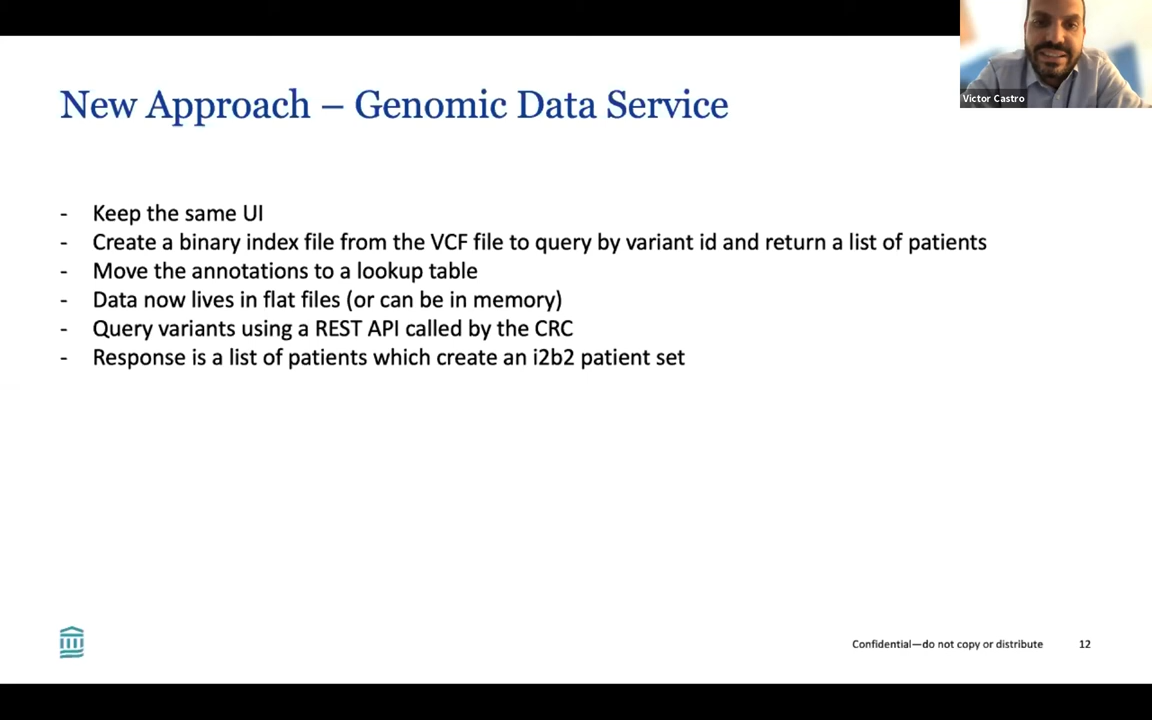 Victor Castro
New Approach – Genomic Data Service
- Keep the same UI
- Create a binary index file from the VCF file to query by variant id and return a list of patients
- Move the annotations to a lookup table
- Data now lives in flat files (or can be in memory)
- Query variants using a REST API called by the CRC
- Response is a list of patients which create an i2b2 patient set
Confidential—do not copy or distribute 12